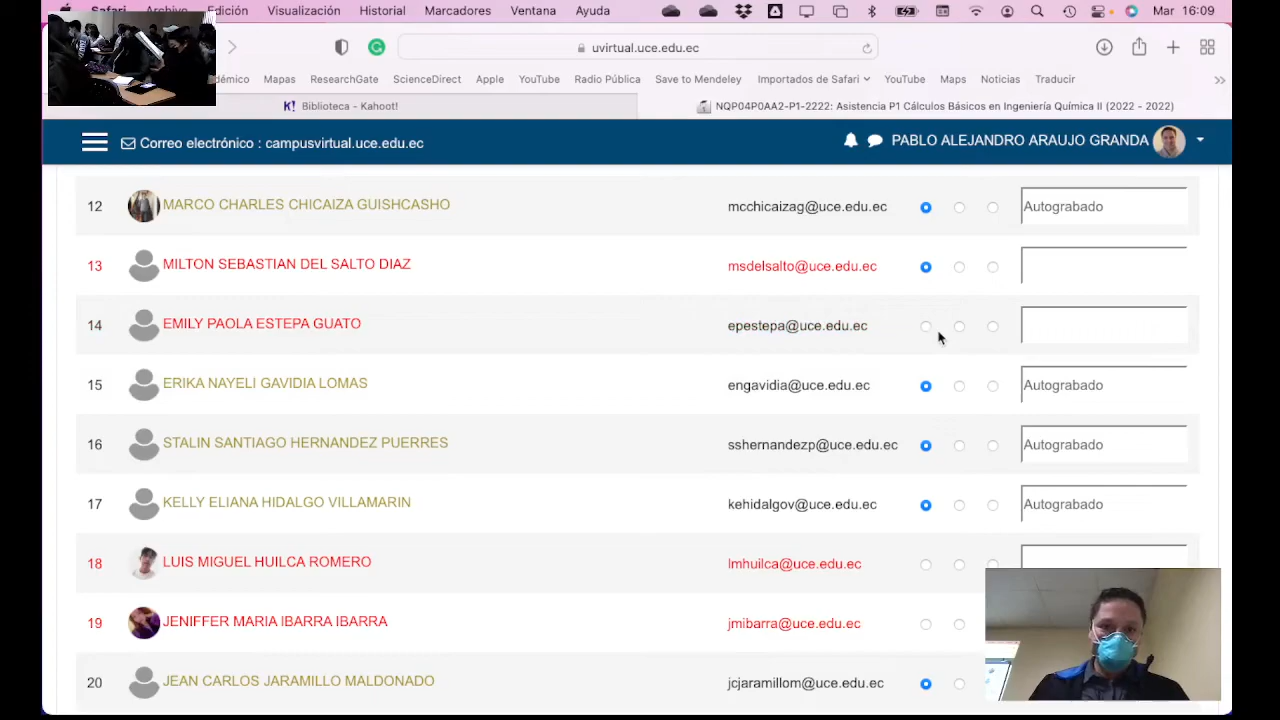 Edición Visualización Historial Marcadores Ventana Ayuda Mar 16:09
uvirtual.uce.edu.ec
démico Mapas ResearchGate ScienceDirect Apple YouTube Radio Pública Save to Mendeley Importados de Safari YouTube Maps Noticias Traducir
K! Biblioteca - Kahoot! NQP04P0AA2-P1-2222: Asistencia P1 Cálculos Básicos en Ingeniería Química II (2022 - 2022)
Correo electrónico : campusvirtual.uce.edu.ec PABLO ALEJANDRO ARAUJO GRANDA
12 MARCO CHARLES CHICAIZA GUISHCASHO mcchicaizag@uce.edu.ec Autograbado
13 MILTON SEBASTIAN DEL SALTO DIAZ msdelsalto@uce.edu.ec
14 EMILY PAOLA ESTEPA GUATO epestepa@uce.edu.ec
15 ERIKA NAYELI GAVIDIA LOMAS engavidia@uce.edu.ec Autograbado
16 STALIN SANTIAGO HERNANDEZ PUERRES sshernandezp@uce.edu.ec Autograbado
17 KELLY ELIANA HIDALGO VILLAMARIN kehidalgov@uce.edu.ec Autograbado
18 LUIS MIGUEL HUILCA ROMERO lmhuilca@uce.edu.ec
19 JENIFFER MARIA IBARRA IBARRA jmibarra@uce.edu.ec
20 JEAN CARLOS JARAMILLO MALDONADO jcjaramillom@uce.edu.ec